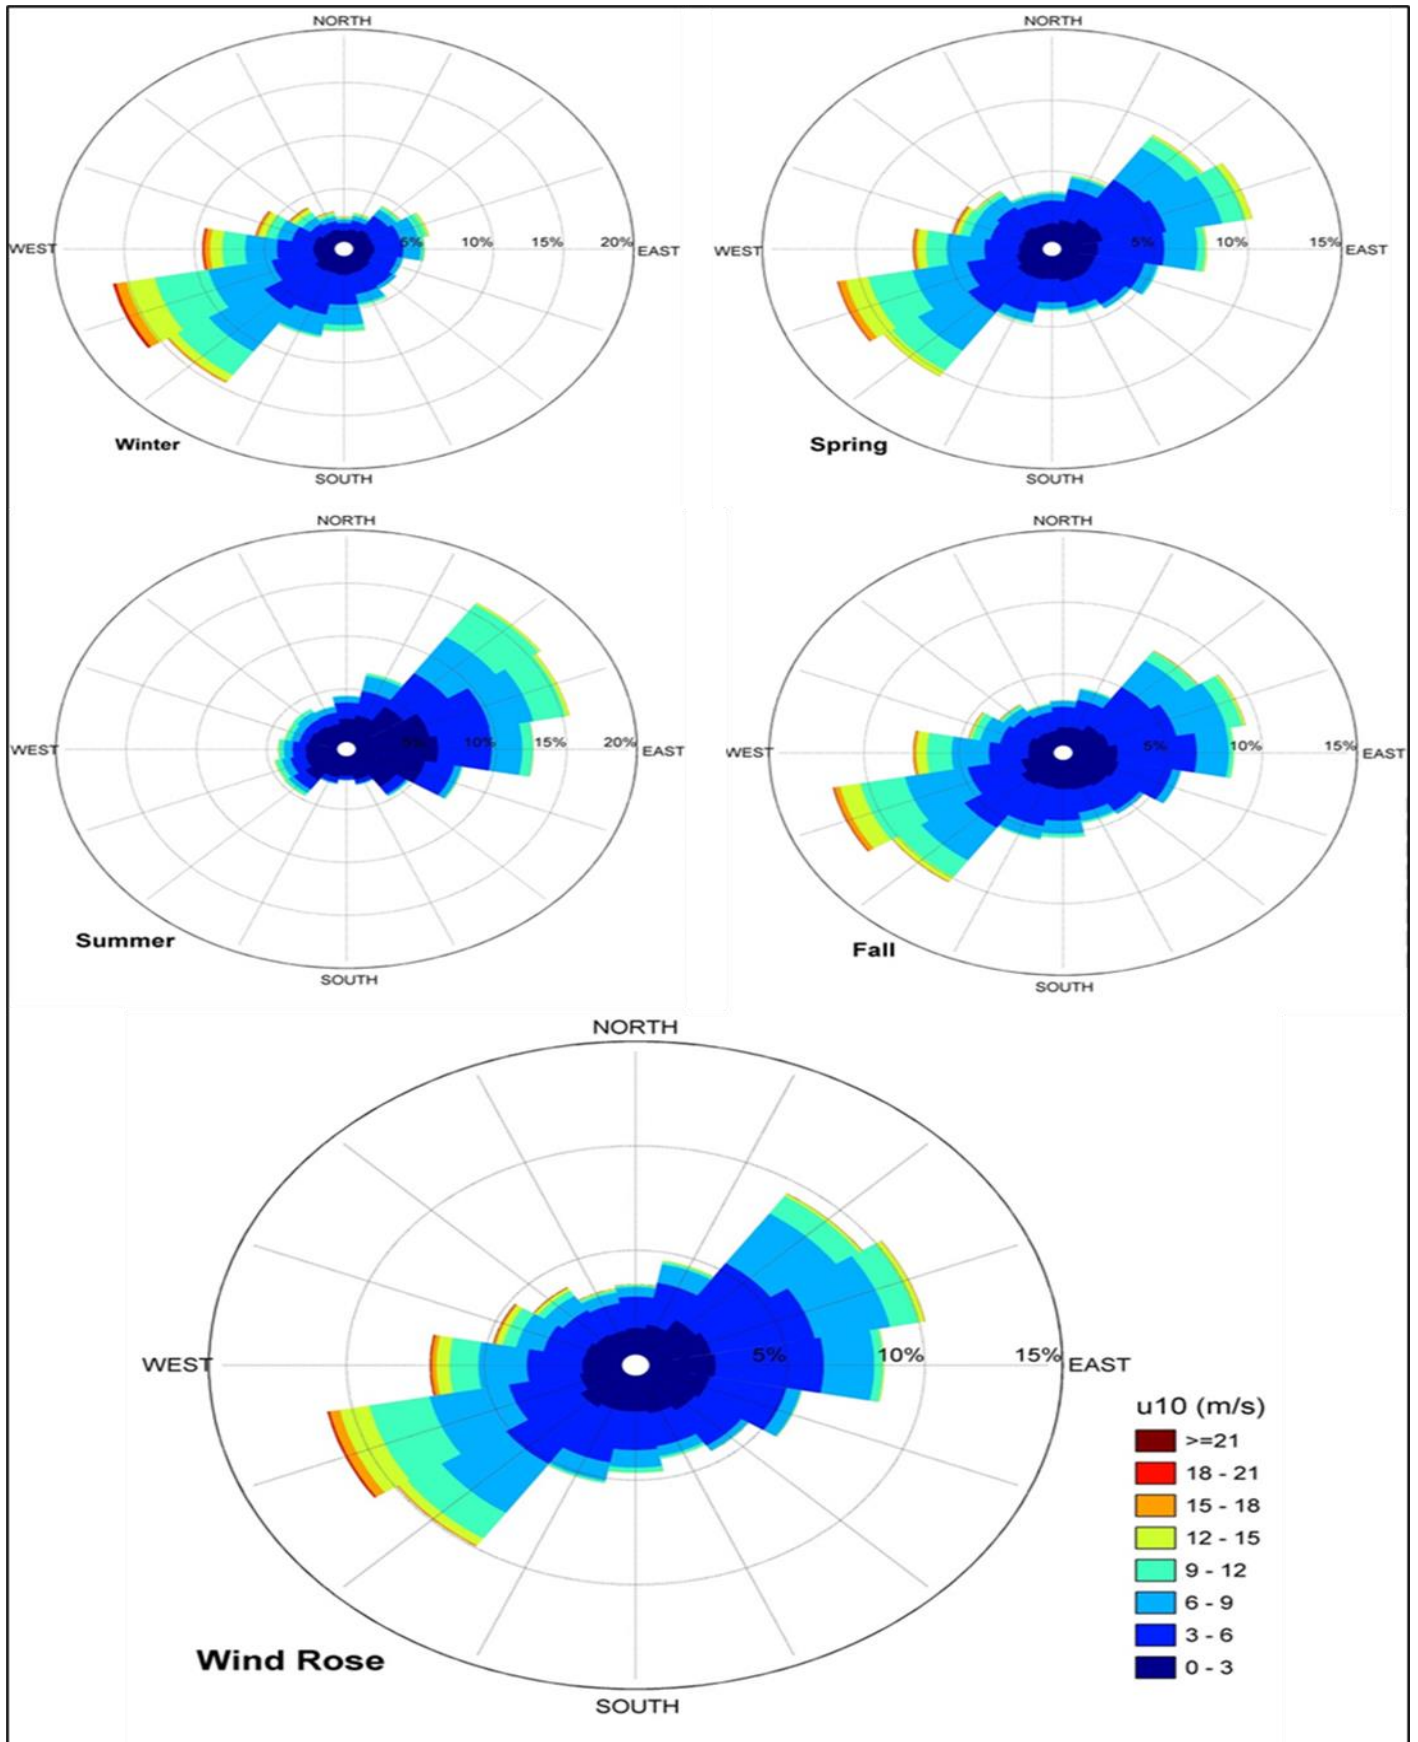 NORTH
WEST
5%
10%
15%
20%
EAST
Winter
SOUTH
NORTH
WEST
5%
10%
15%
EAST
Spring
SOUTH
NORTH
WEST
5%
10%
15%
20%
EAST
Summer
SOUTH
NORTH
WEST
5%
10%
15%
EAST
Fall
SOUTH
NORTH
WEST
5%
10%
15%
EAST
Wind Rose
SOUTH
u10 (m/s)
>=21
18 - 21
15 - 18
12 - 15
9 - 12
6 - 9
3 - 6
0 - 3